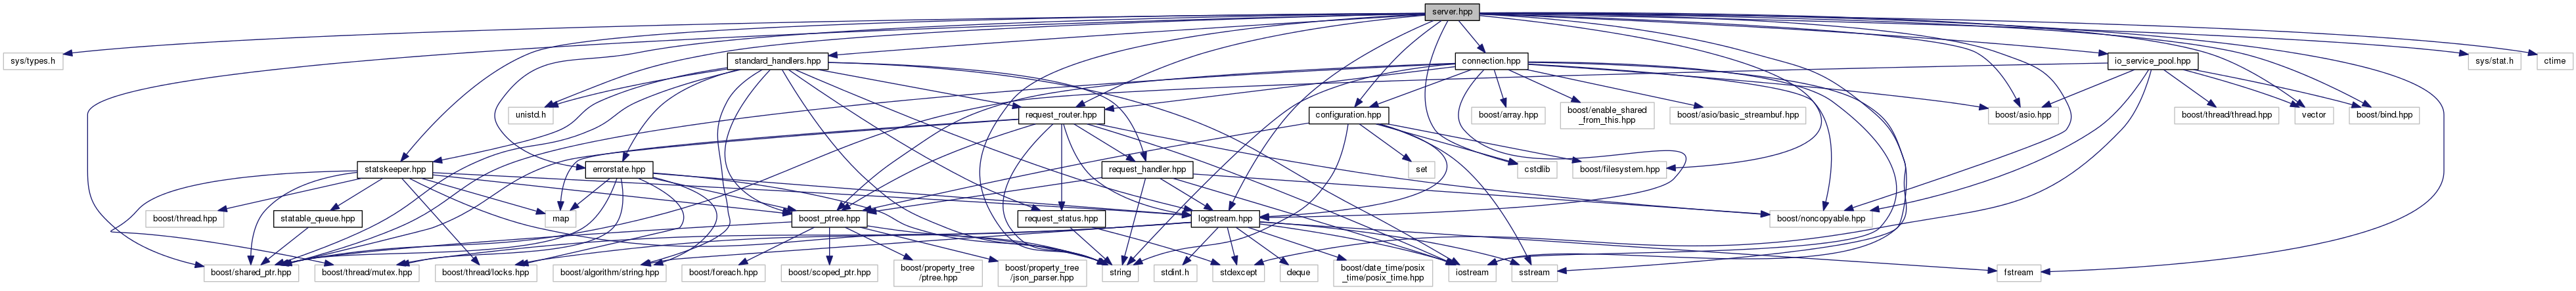 server.hpp
sys/types.h
standard_handlers.hpp
connection.hpp
io_service_pool.hpp
sys/stat.h
ctime
unistd.h
request_router.hpp
configuration.hpp
boost/array.hpp
boost/enable_shared
_from_this.hpp
boost/asio/basic_streambuf.hpp
boost/asio.hpp
boost/thread/thread.hpp
vector
boost/bind.hpp
statskeeper.hpp
errorstate.hpp
request_handler.hpp
set
cstdlib
boost/filesystem.hpp
boost/thread.hpp
statable_queue.hpp
map
boost_ptree.hpp
request_status.hpp
logstream.hpp
boost/noncopyable.hpp
boost/shared_ptr.hpp
boost/thread/mutex.hpp
boost/thread/locks.hpp
boost/algorithm/string.hpp
boost/foreach.hpp
boost/scoped_ptr.hpp
boost/property_tree
/ptree.hpp
boost/property_tree
/json_parser.hpp
string
stdint.h
stdexcept
deque
boost/date_time/posix
_time/posix_time.hpp
iostream
sstream
fstream